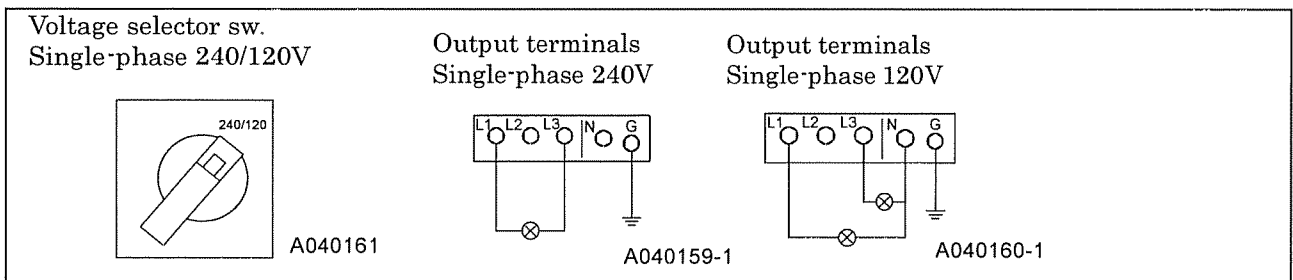 Voltage selector sw.
Single-phase 240/120V
240/120
A040161
Output terminals
Single-phase 240V
L1 L2 L3 N G
A040159-1
Output terminals
Single-phase 120V
L1 L2 L3 N G
A040160-1